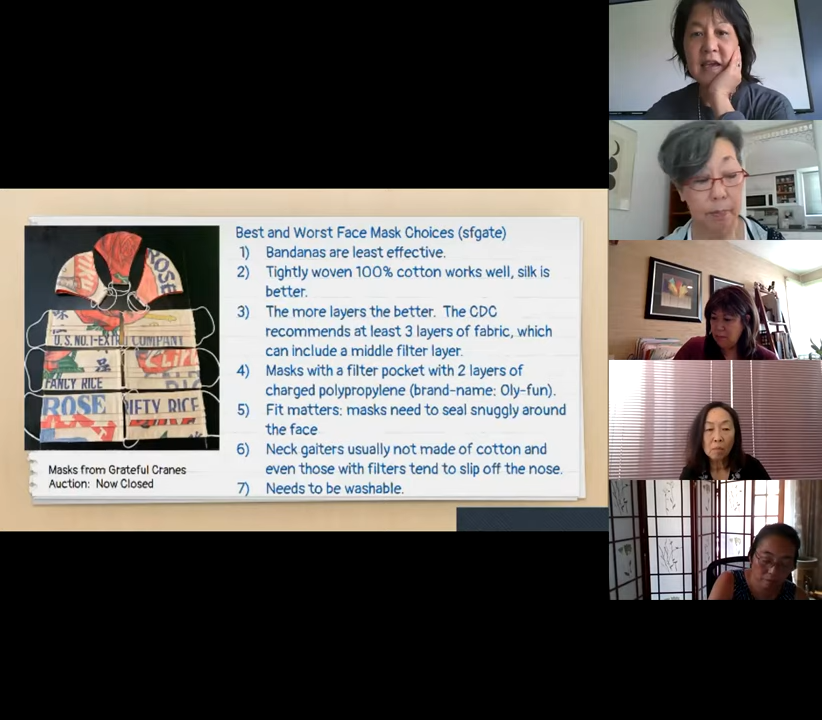 ROSE
U.S. NO.1-EXTR
COMPANY
FANCY RICE
ROSE
NIFTY RICE
Masks from Grateful Cranes
Auction: Now Closed
Best and Worst Face Mask Choices (sfgate)
1) Bandanas are least effective.
2) Tightly woven 100% cotton works well, silk is
better.
3) The more layers the better. The CDC
recommends at least 3 layers of fabric, which
can include a middle filter layer.
4) Masks with a filter pocket with 2 layers of
charged polypropylene (brand-name: Oly-fun).
5) Fit matters: masks need to seal snuggly around
the face
6) Neck gaiters usually not made of cotton and
even those with filters tend to slip off the nose.
7) Needs to be washable.